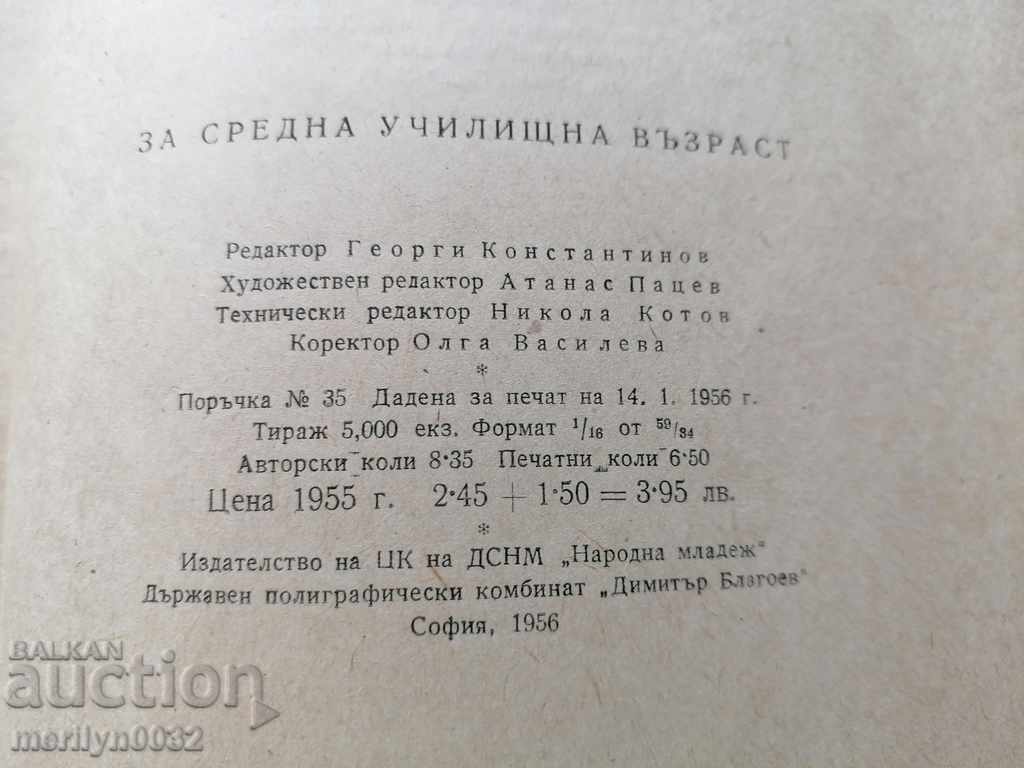 ЗА СРЕДНА УЧИЛИЩНА ВЪЗРАСТ
Редактор Георги Константинов
Художествен редактор Атанас Пацев
Технически редактор Никола Котов
Коректор Олга Василева
*
Поръчка № 35 Дадена за печат на 14. 1. 1956 г.
Тираж 5,000 екз. Формат 1/16 от 59/84
Авторски коли 8·35 Печатни коли 6·50
Цена 1955 г. 2·45 + 1·50 = 3·95 лв.
*
Издателство на ЦК на ДСНМ „Народна младеж“
Държавен полиграфически комбинат „Димитър Благоев“
София, 1956
BALKAN
auction
merilyn0032